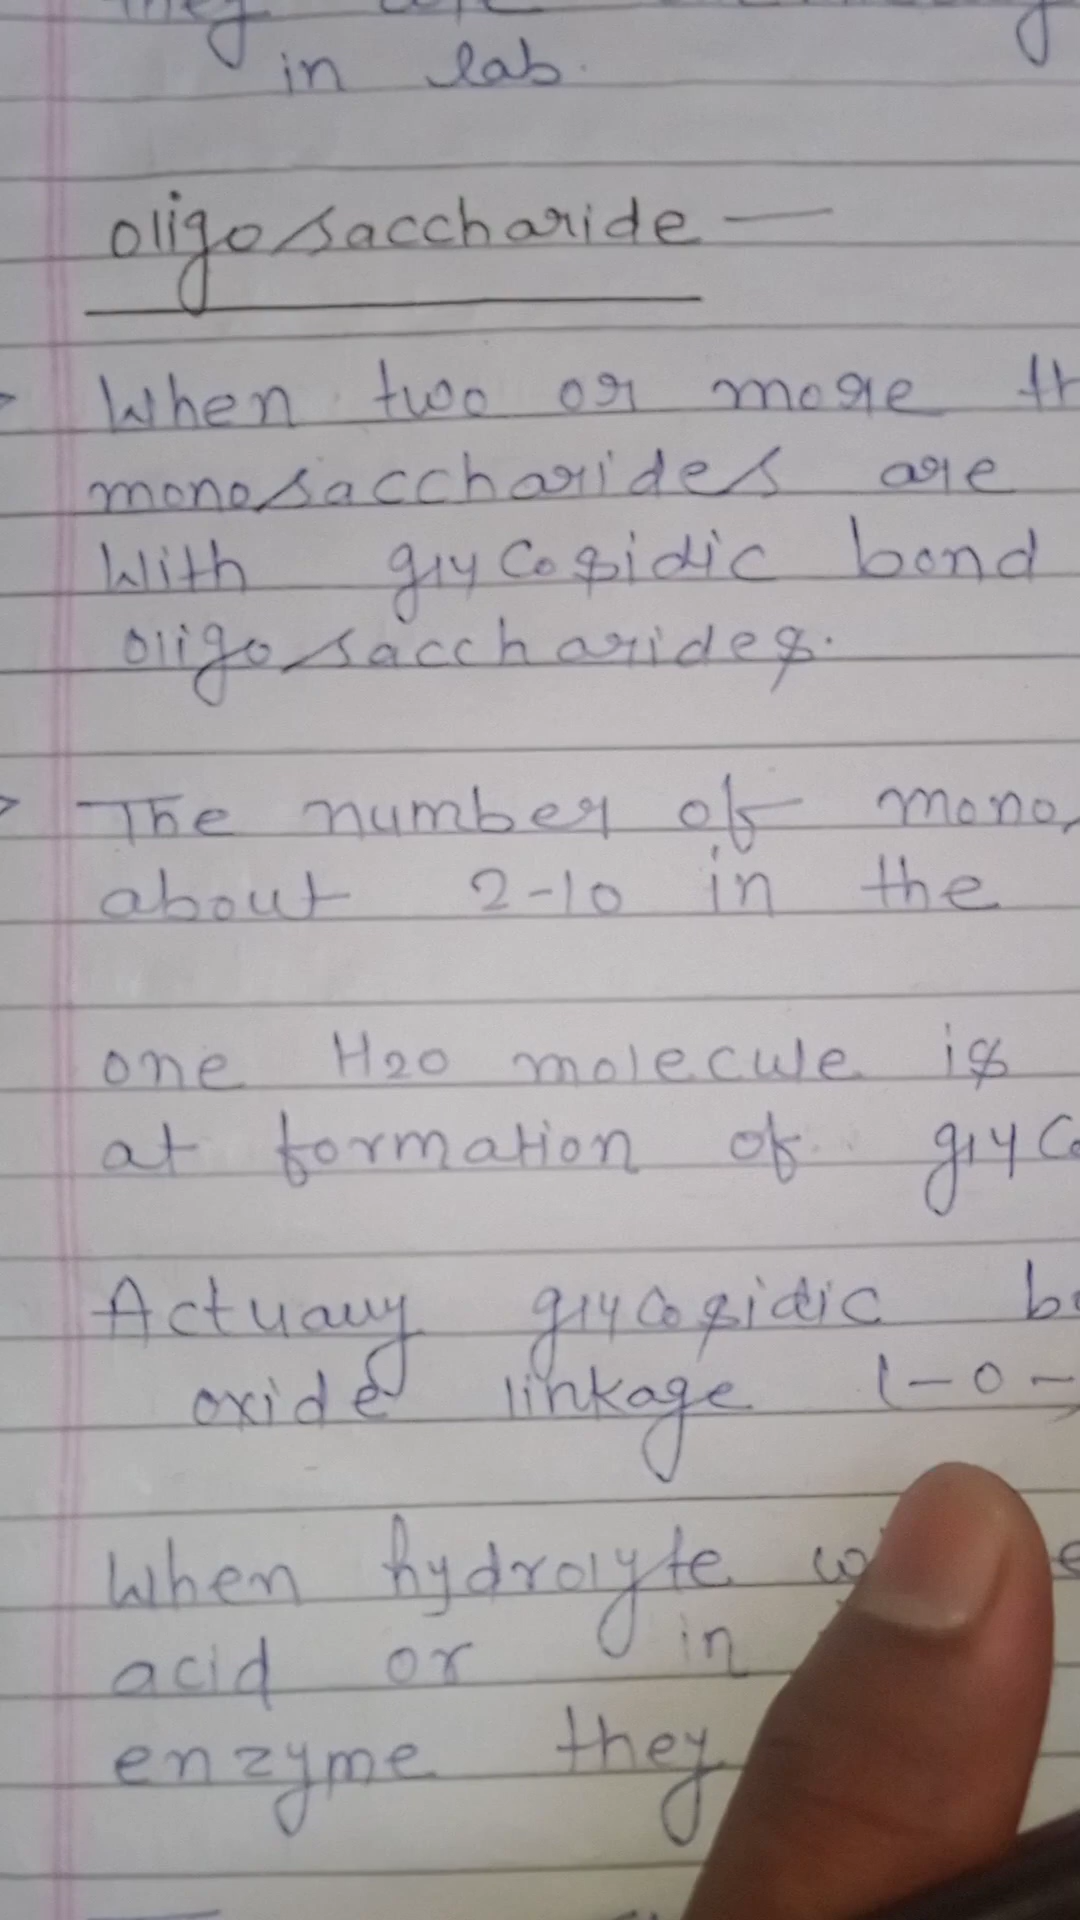 in lab.
oligosaccharide —
When two or more
monosaccharides are
With glycosidic bond
oligosaccharides.
The number of mono
about 2-10 in the
one H2O molecule is
at formation of glyco
Actually glycosidic
oxide linkage (-O-
When hydrolyte
acid or in
enzyme they